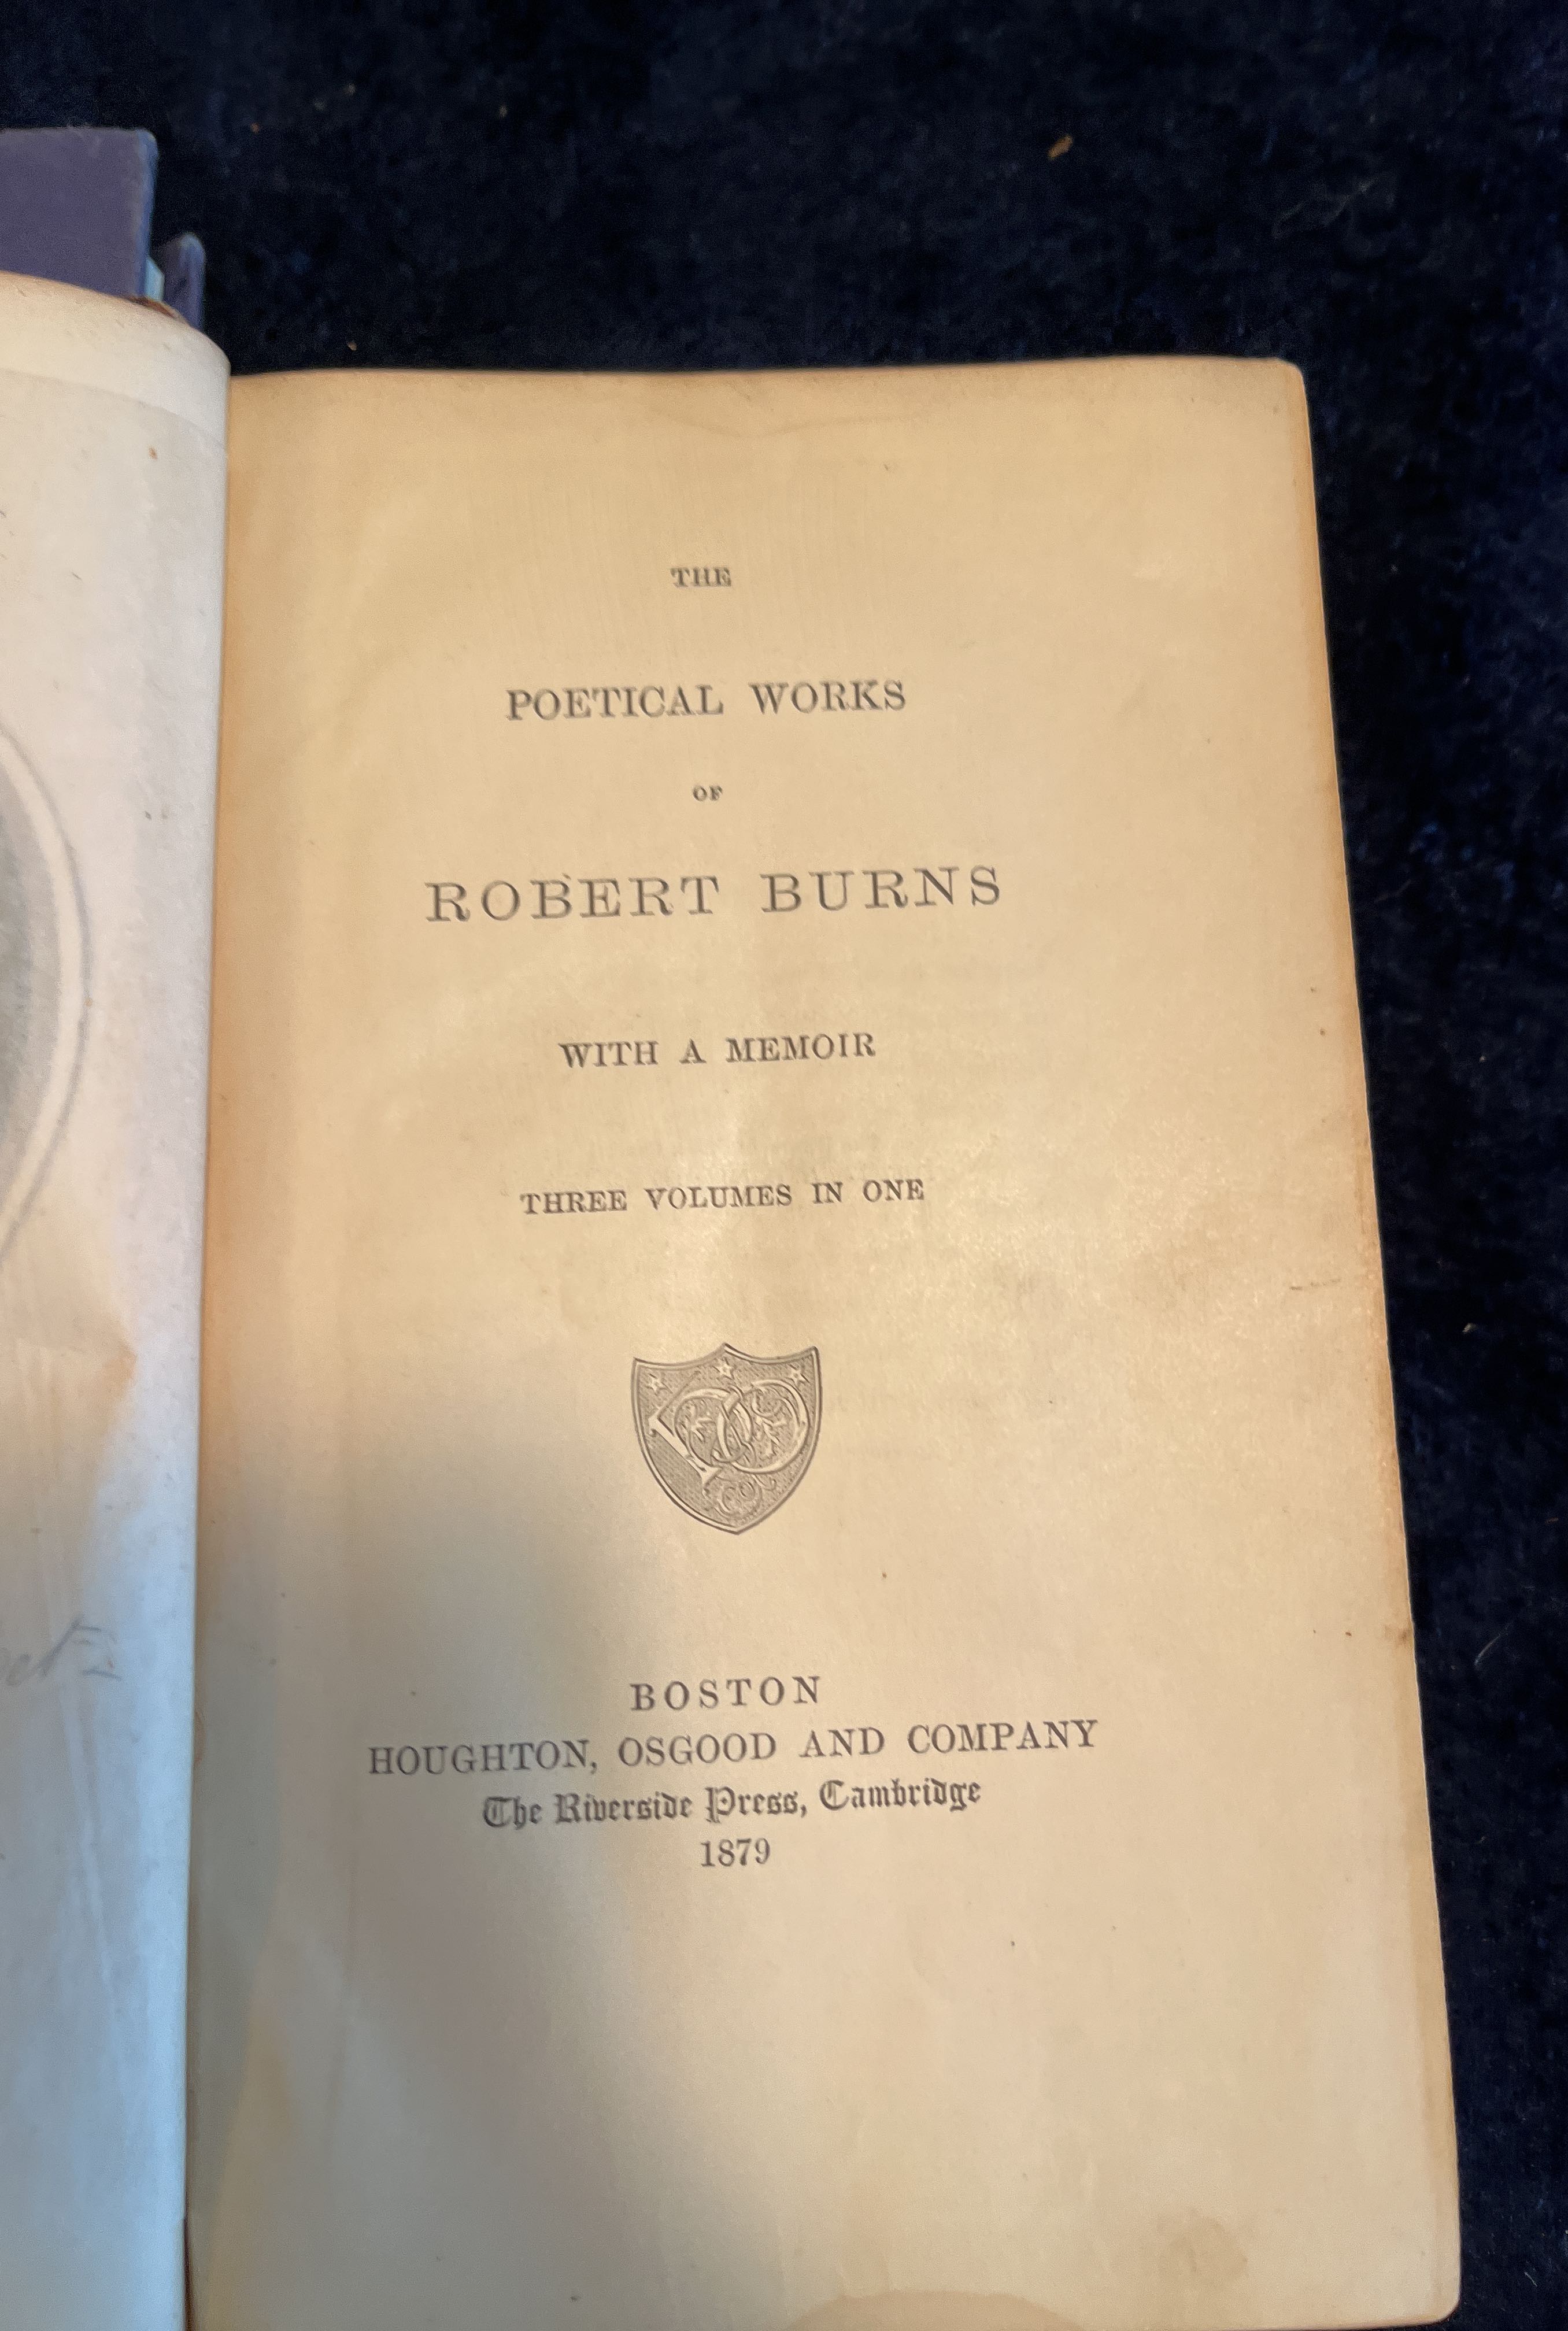 THE
POETICAL WORKS
OF
ROBERT BURNS
WITH A MEMOIR
THREE VOLUMES IN ONE
CO
BOSTON
HOUGHTON, OSGOOD AND COMPANY
The Riverside Press, Cambridge
1879